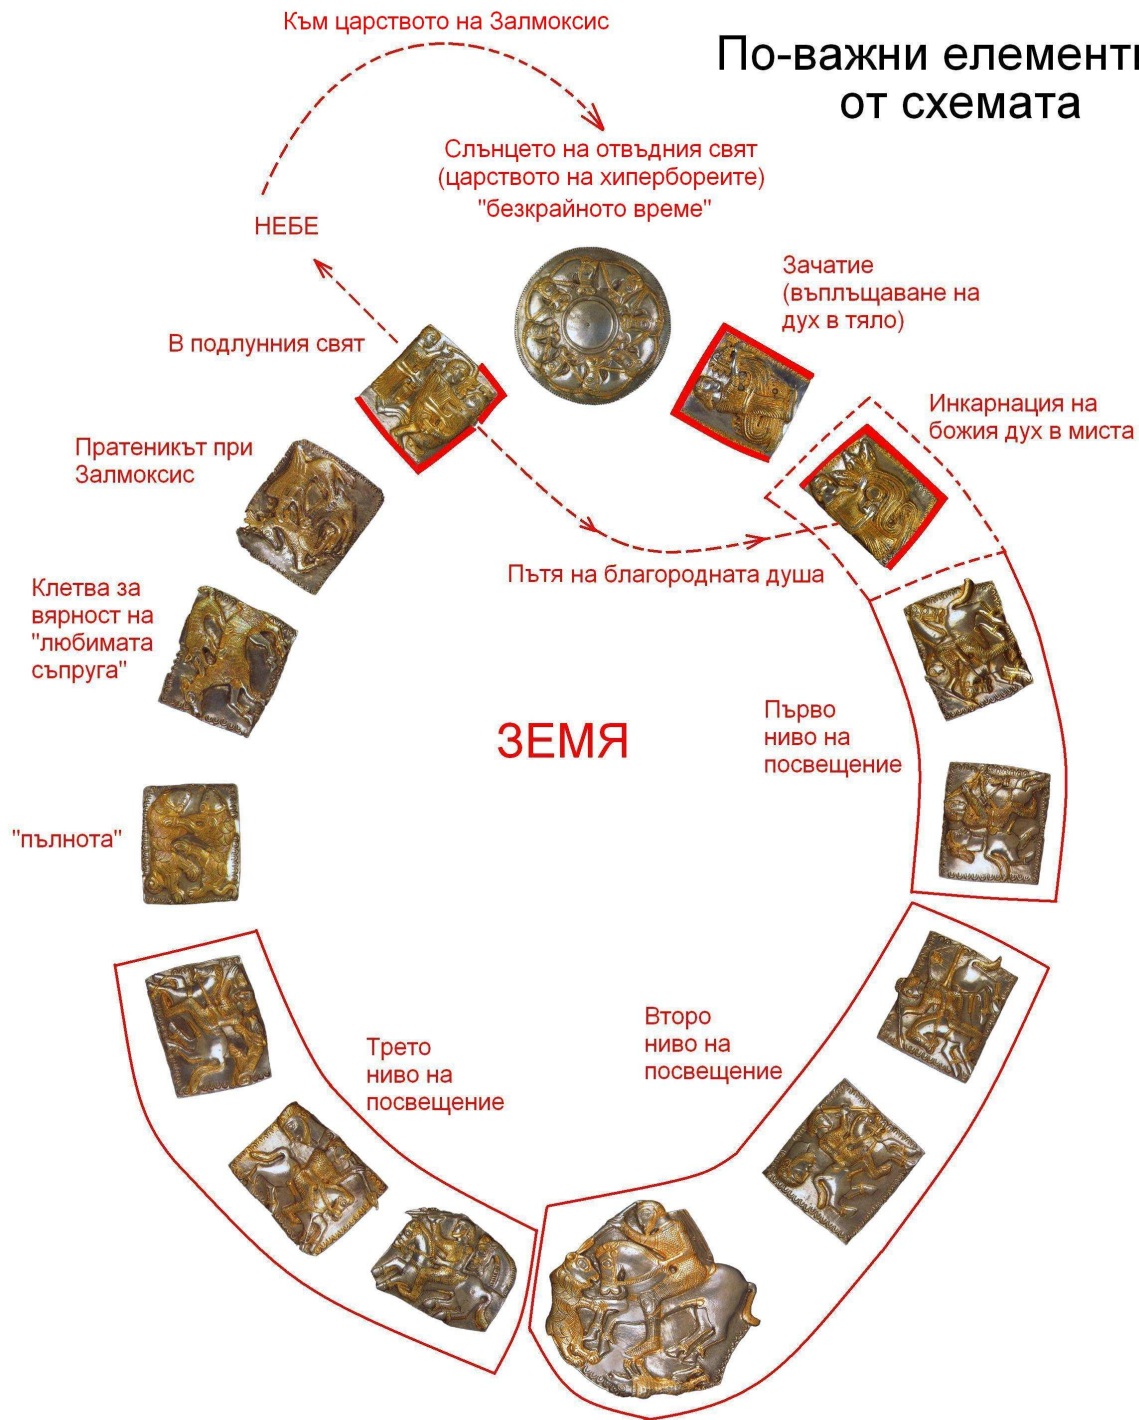 Към царството на Залмоксис
По-важни елементи
от схемата
Слънцето на отвъдния свят
(царството на хипербореите)
"безкрайното време"
НЕБЕ
Зачатие
(въплъщаване на
дух в тяло)
В подлунния свят
Инкарнация на
божия дух в миста
Пратеникът при
Залмоксис
Пътя на благородната душа
Клетва за
вярност на
"любимата
съпруга"
ЗЕМЯ
Първо
ниво на
посвещение
"пълнота"
Второ
ниво на
посвещение
Трето
ниво на
посвещение